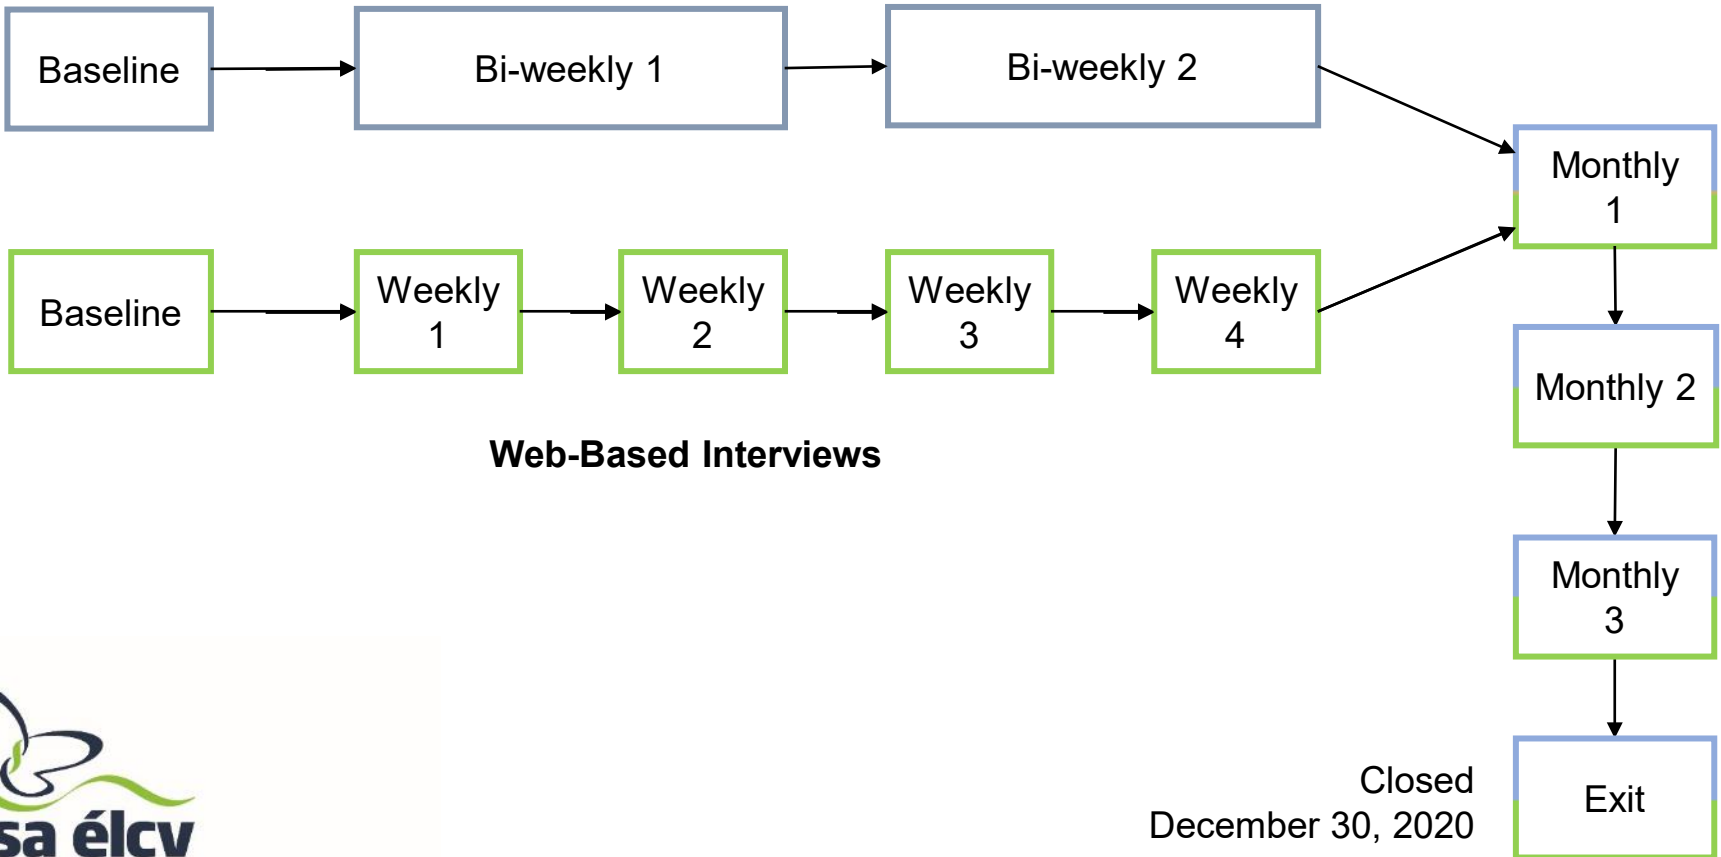 Baseline
Bi-weekly 1
Bi-weekly 2
Monthly
1
Baseline
Weekly
1
Weekly
2
Weekly
3
Weekly
4
Monthly 2
Web-Based Interviews
Monthly
3
Closed
December 30, 2020
Exit
élcv